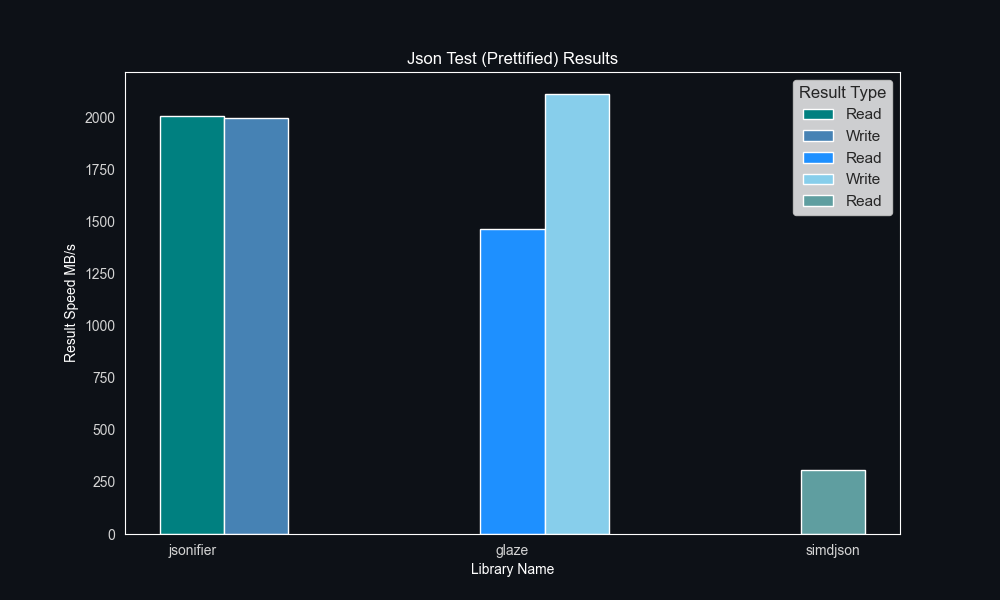 Json Test (Prettified) Results
Result Type
Read
Write
Read
Write
Read
2000
1750
1500
1250
1000
750
500
250
0
Result Speed MB/s
jsonifier
glaze
simdjson
Library Name